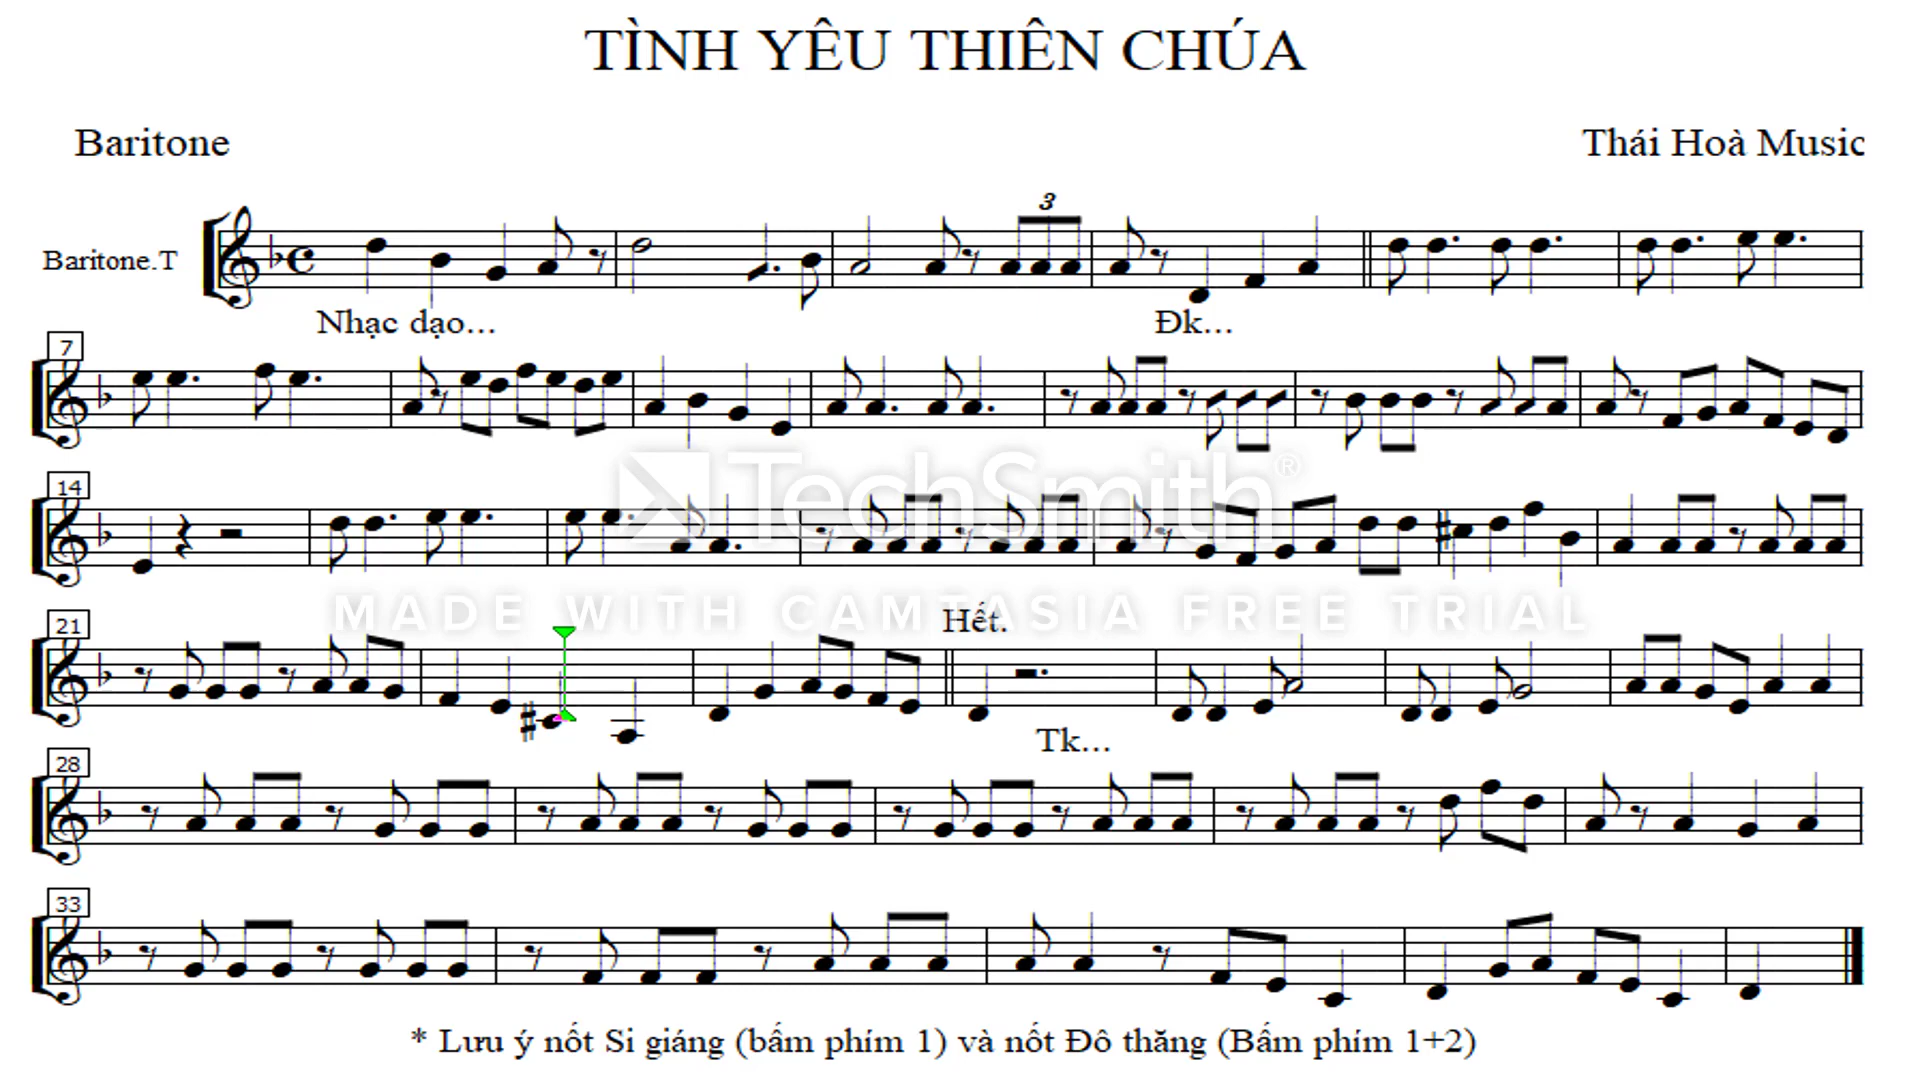 TÌNH YÊU THIÊN CHÚA
Baritone
Thái Hoà Music
3
Baritone.T
Nhạc dạo...
Đk...
7
TechSmith®
14
MADE WITH CAMTASIA FREE TRIAL
Hết.
21
Tk...
28
33
* Lưu ý nốt Si giáng (bấm phím 1) và nốt Đô thăng (Bấm phím 1+2)